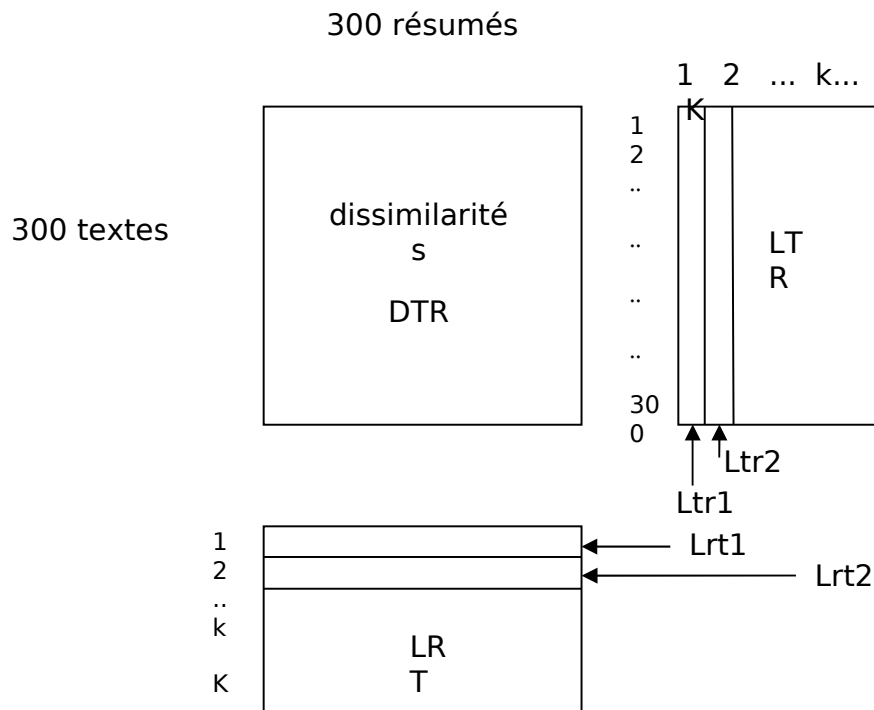 300 résumés
1 2 ... k...
K
300 textes
dissimilarité
s
DTR
1
2
..
..
..
..
30
0
LT
R
Ltr2
Ltr1
1
2
..
k
K
Lrt1
Lrt2
LR
T